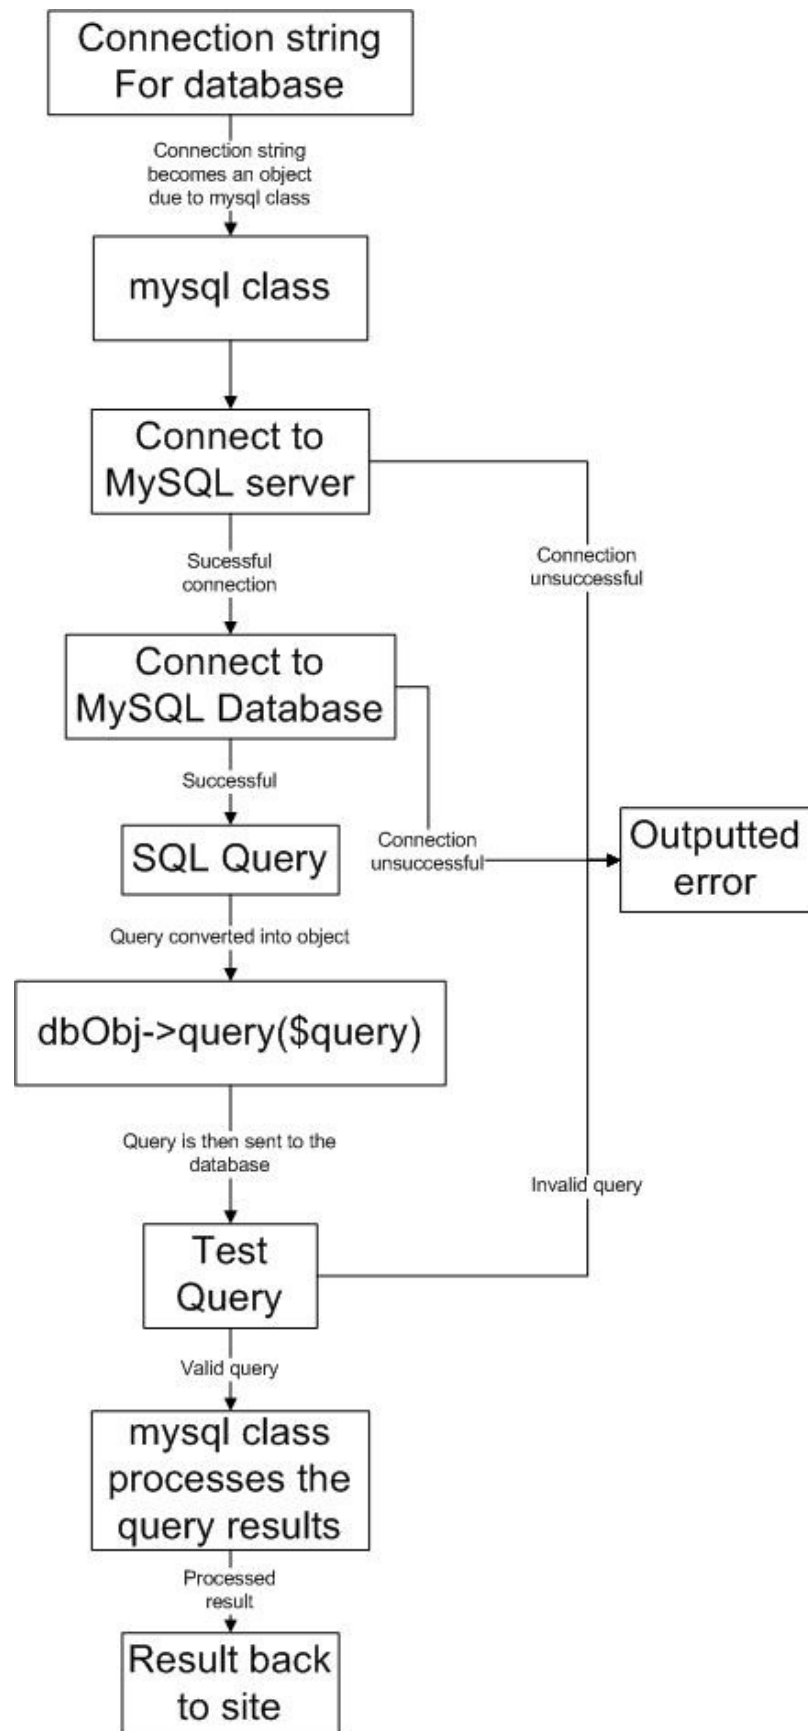 Connection string
For database
Connection string
becomes an object
due to mysql class
mysql class
Connect to
MySQL server
Sucessful
connection
Connection
unsuccessful
Connect to
MySQL Database
Successful
SQL Query
Connection
unsuccessful
Outputted
error
Query converted into object
dbObj->query($query)
Query is then sent to the
database
Invalid query
Test
Query
Valid query
mysql class
processes the
query results
Processed
result
Result back
to site